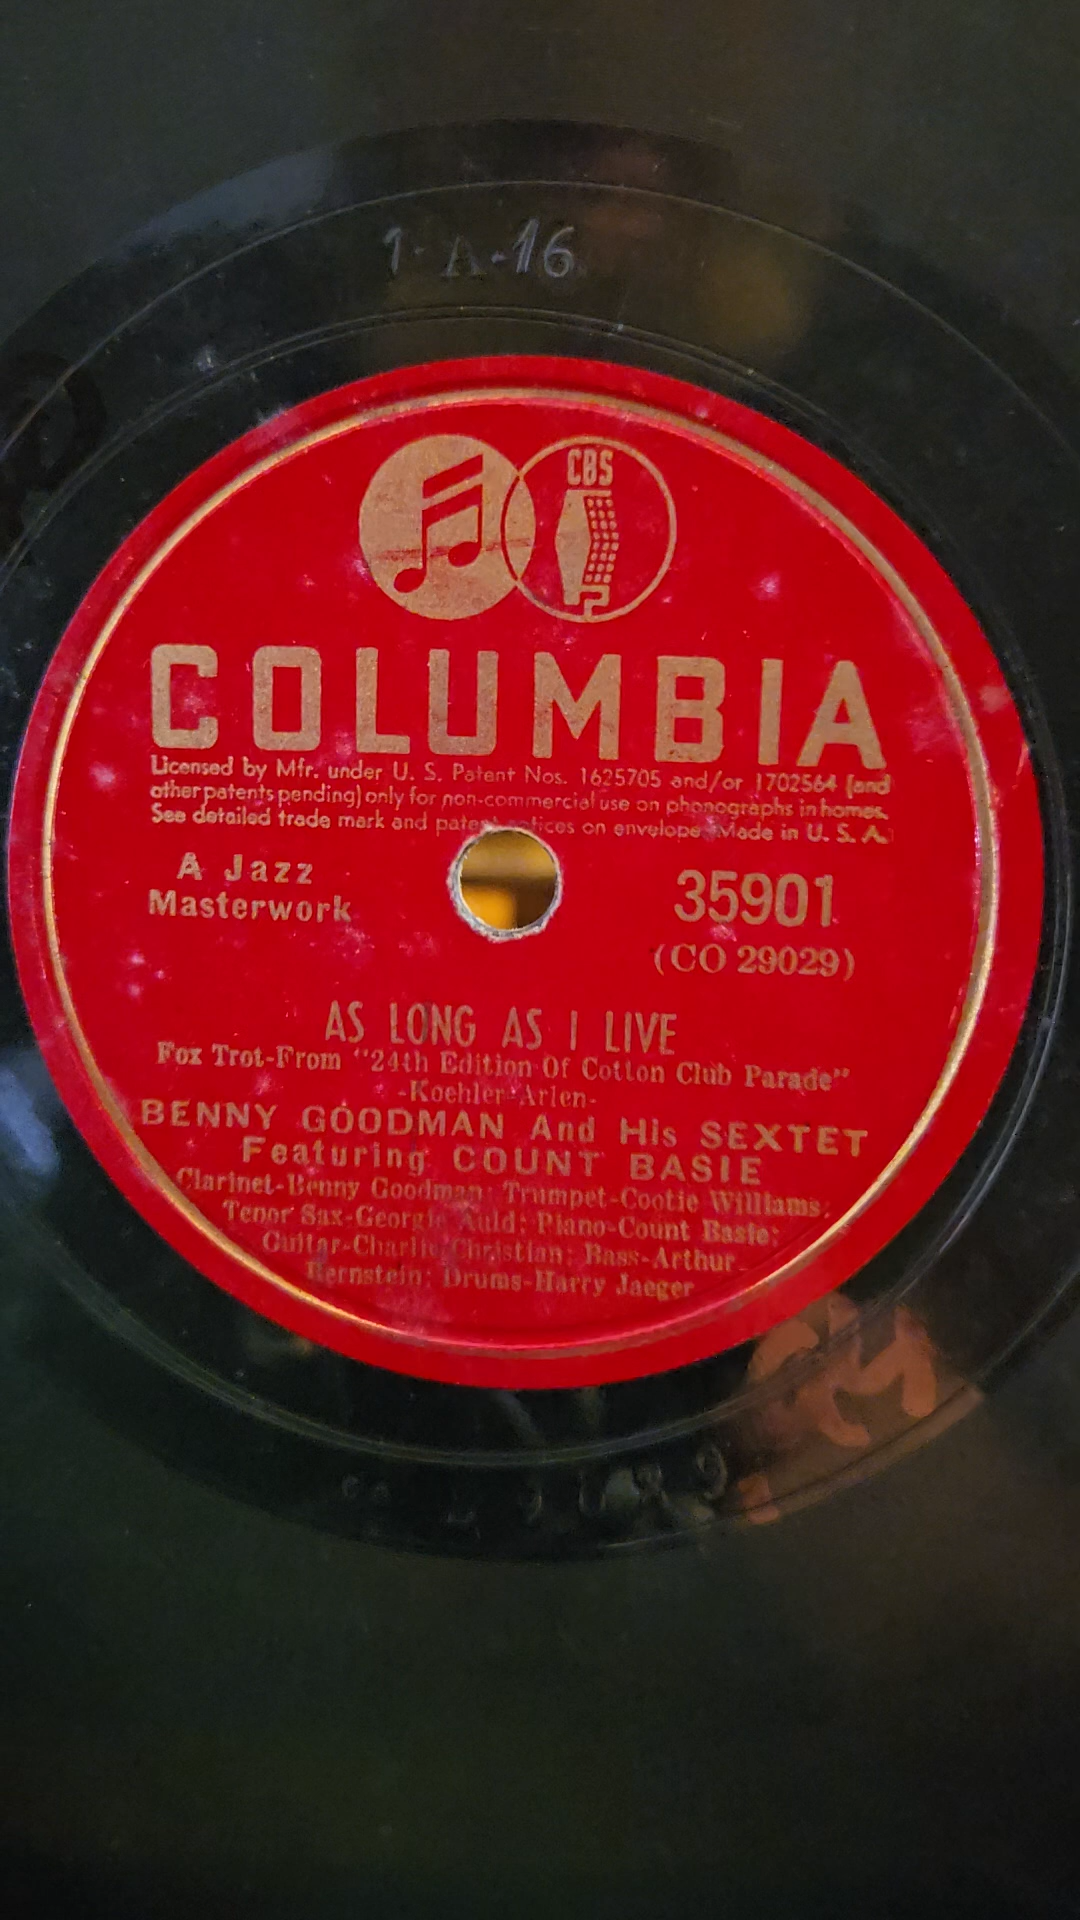 1-A-16
CBS
COLUMBIA
Licensed by Mfr. under U. S. Patent Nos. 1625705 and/or 1702564 (and
other patents pending) only for non-commercial use on phonographs in homes.
See detailed trade mark and patent notices on envelope. Made in U. S. A.
A Jazz
Masterwork
35901
(CO 29029)
AS LONG AS I LIVE
Fox Trot-From "24th Edition Of Cotton Club Parade"
-Koehler-Arlen-
BENNY GOODMAN And His SEXTET
Featuring COUNT BASIE
Clarinet-Benny Goodman; Trumpet-Cootie Williams;
Tenor Sax-Georgie Auld; Piano-Count Basie;
Guitar-Charlie Christian; Bass-Arthur
Bernstein; Drums-Harry Jaeger